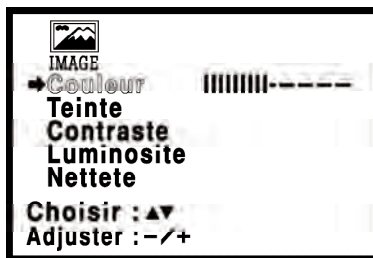 IMAGE
➡Couleur ||||||||||-----
Teinte
Contraste
Luminosite
Nettete
Choisir :▲▼
Adjuster :-/+